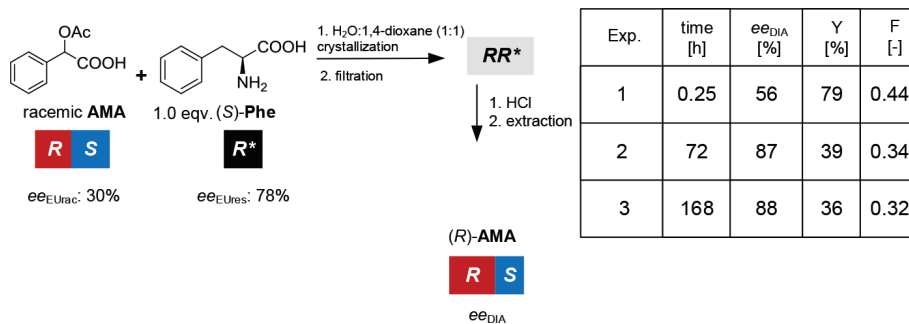 OAc
COOH
+
COOH
NH₂
racemic AMA
1.0 eqv. (S)-Phe
R S
R*
eeEUrac: 30%
eeEUres: 78%
1. H₂O:1,4-dioxane (1:1)
crystallization
2. filtration
RR*
1. HCl
2. extraction
(R)-AMA
R S
eeDIA
Exp. time [h] eeDIA [%] Y [%] F [-]
1 0.25 56 79 0.44
2 72 87 39 0.34
3 168 88 36 0.32